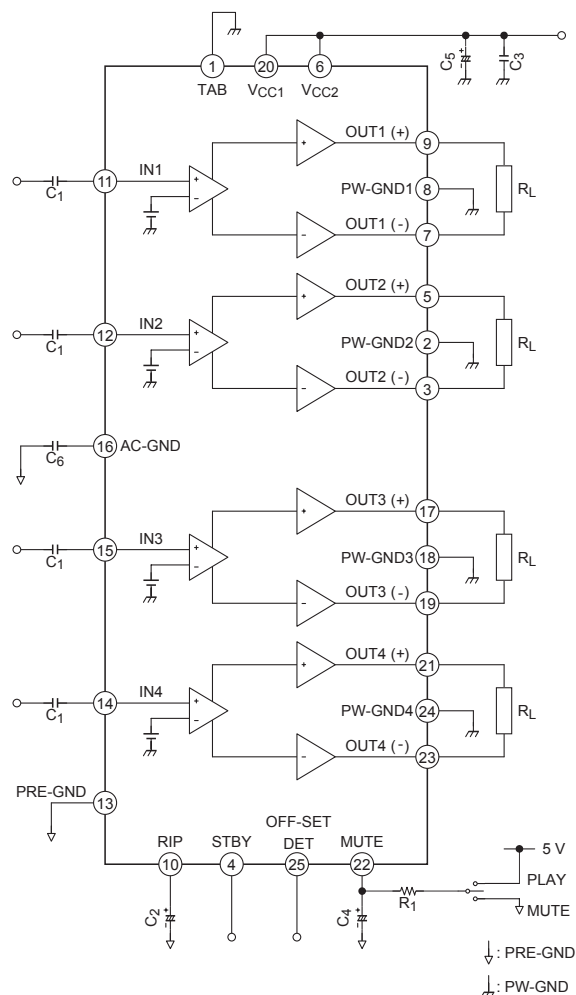 1 20 6
TAB VCC1 VCC2
C5 C3
OUT1 (+) 9
11 IN1
C1
PW-GND1 8 RL
OUT1 (-) 7
OUT2 (+) 5
12 IN2
C1
PW-GND2 2 RL
OUT2 (-) 3
16 AC-GND
C6
OUT3 (+) 17
15 IN3
C1
PW-GND3 18 RL
OUT3 (-) 19
OUT4 (+) 21
14 IN4
C1
PW-GND4 24 RL
OUT4 (-) 23
PRE-GND
13
OFF-SET
RIP STBY DET MUTE
10 4 25 22
C2 C4
R1
5 V
PLAY
MUTE
: PRE-GND
: PW-GND